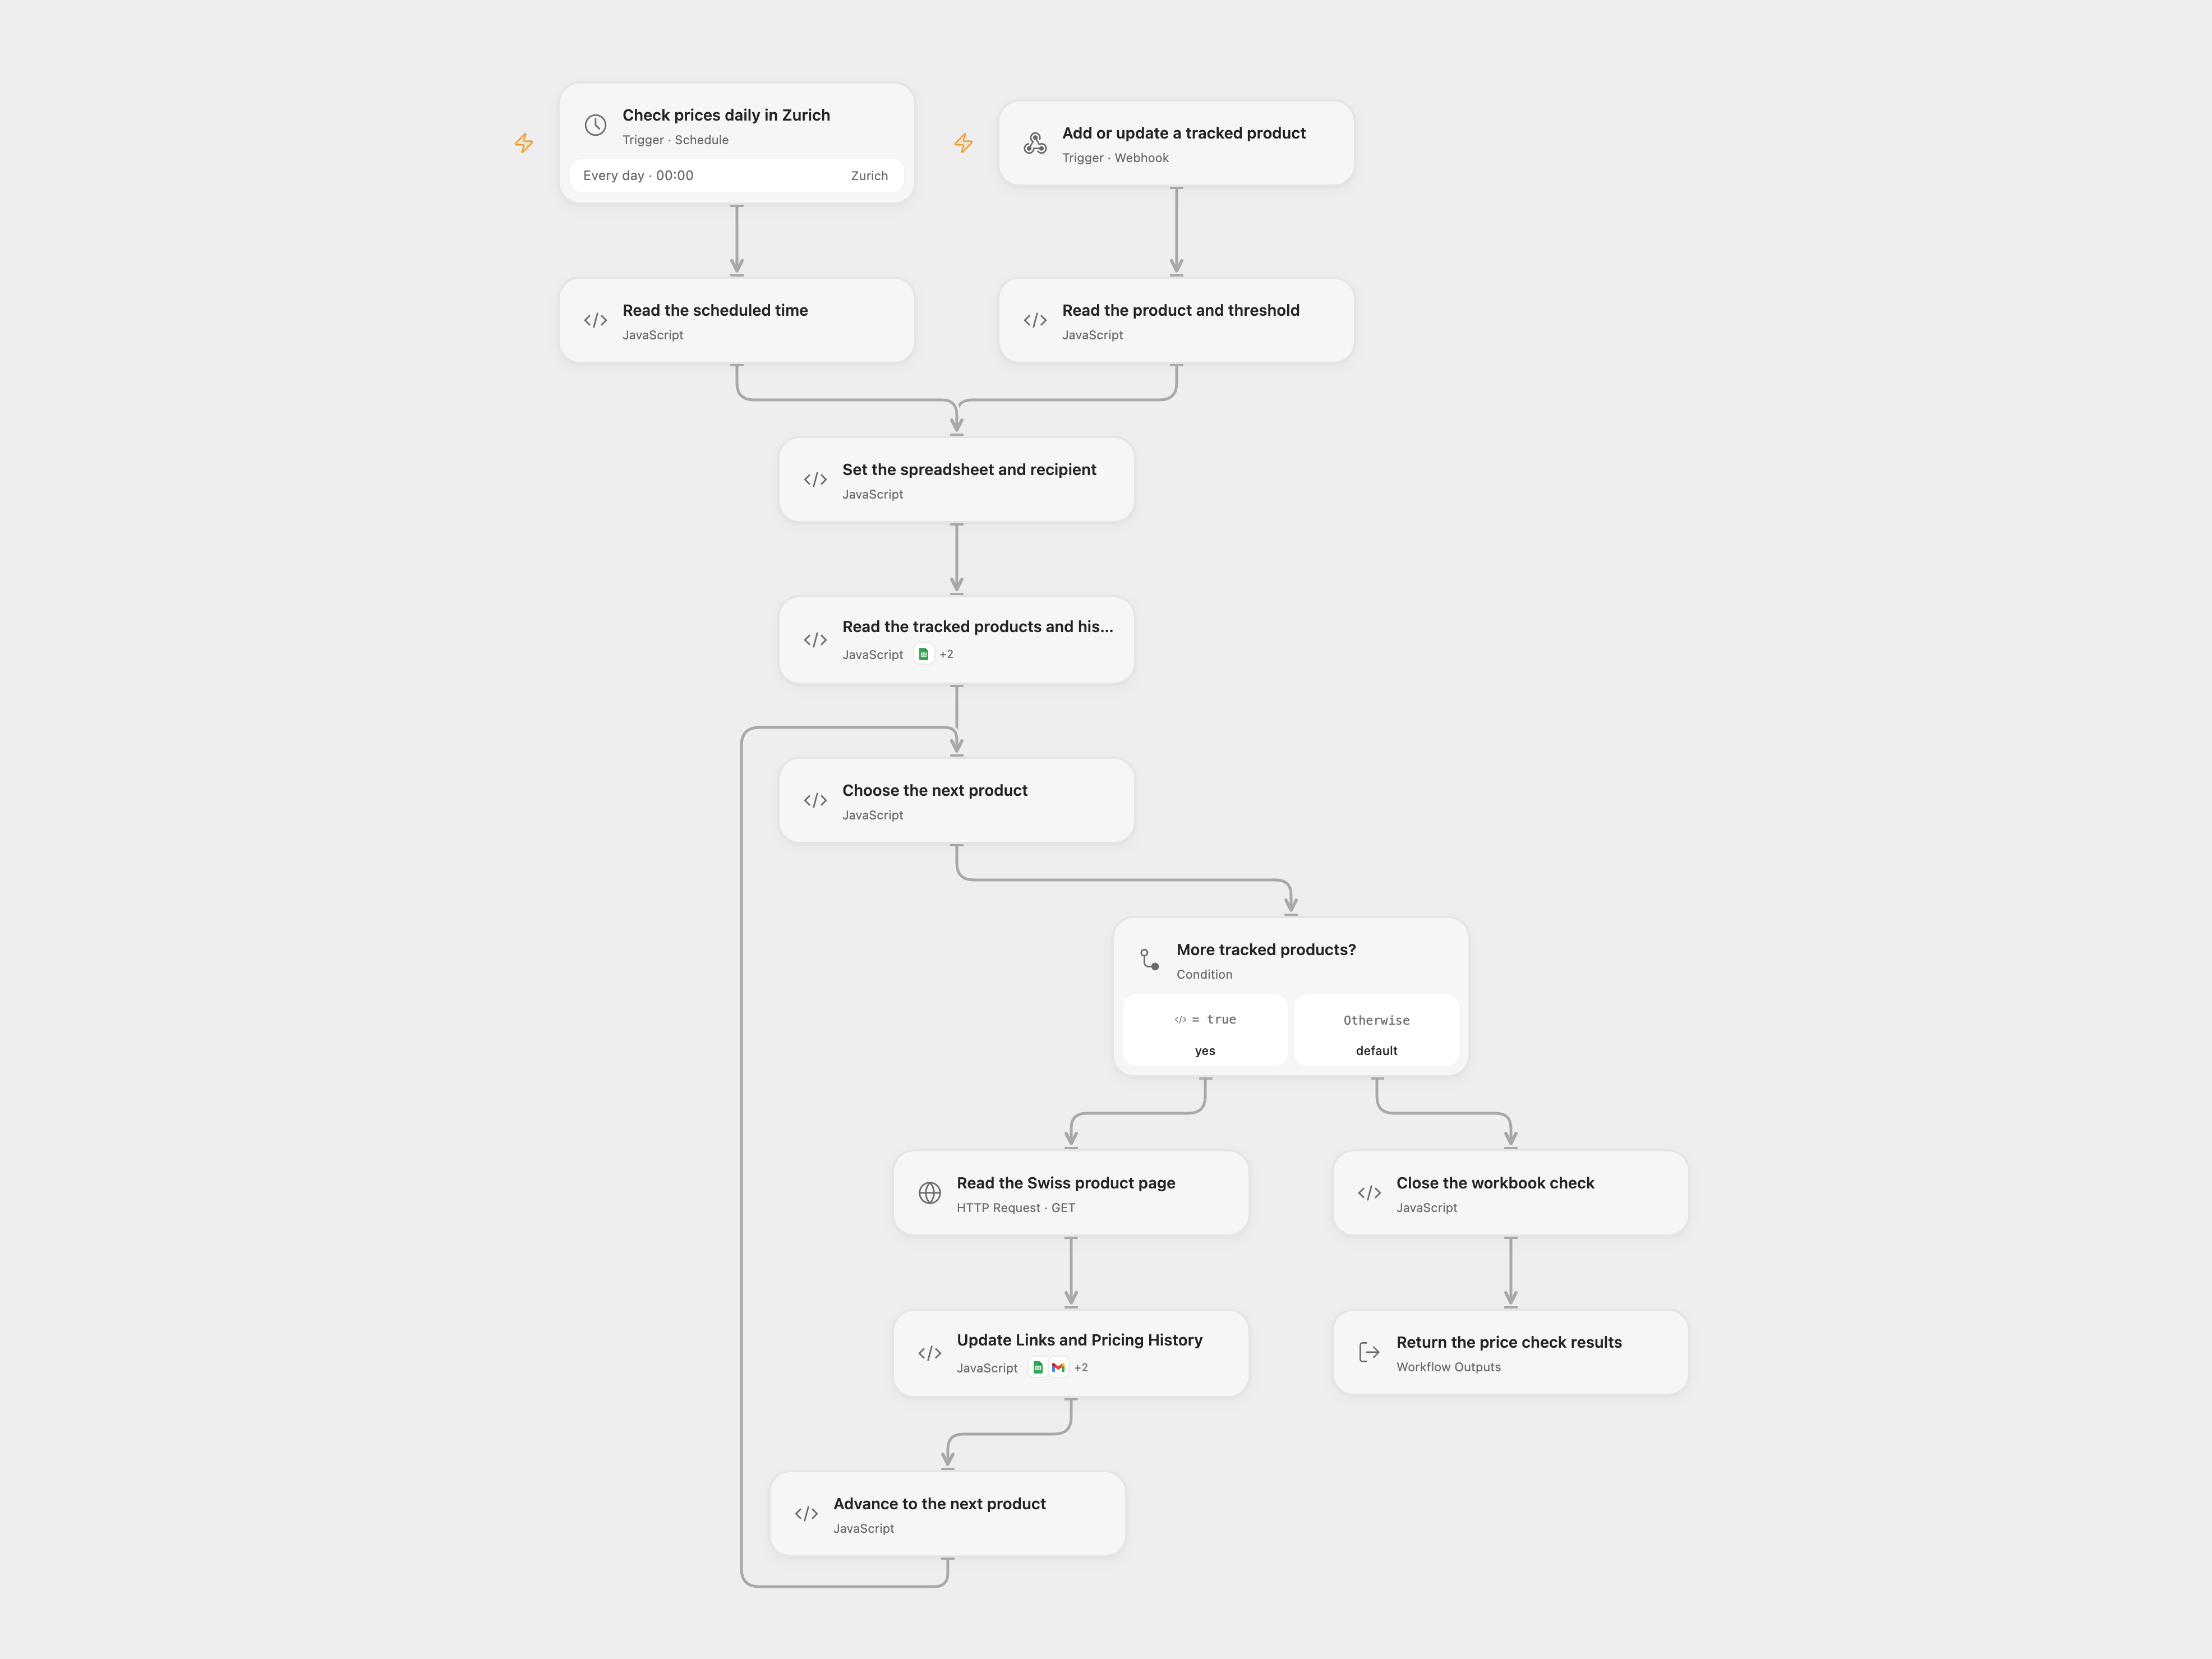 Check prices daily in Zurich
Trigger · Schedule
Every day · 00:00
Zurich
Add or update a tracked product
Trigger · Webhook
Read the scheduled time
JavaScript
Read the product and threshold
JavaScript
Set the spreadsheet and recipient
JavaScript
Read the tracked products and his...
JavaScript +2
Choose the next product
JavaScript
More tracked products?
Condition
</> = true
yes
Otherwise
default
Read the Swiss product page
HTTP Request · GET
Close the workbook check
JavaScript
Update Links and Pricing History
JavaScript +2
Return the price check results
Workflow Outputs
Advance to the next product
JavaScript